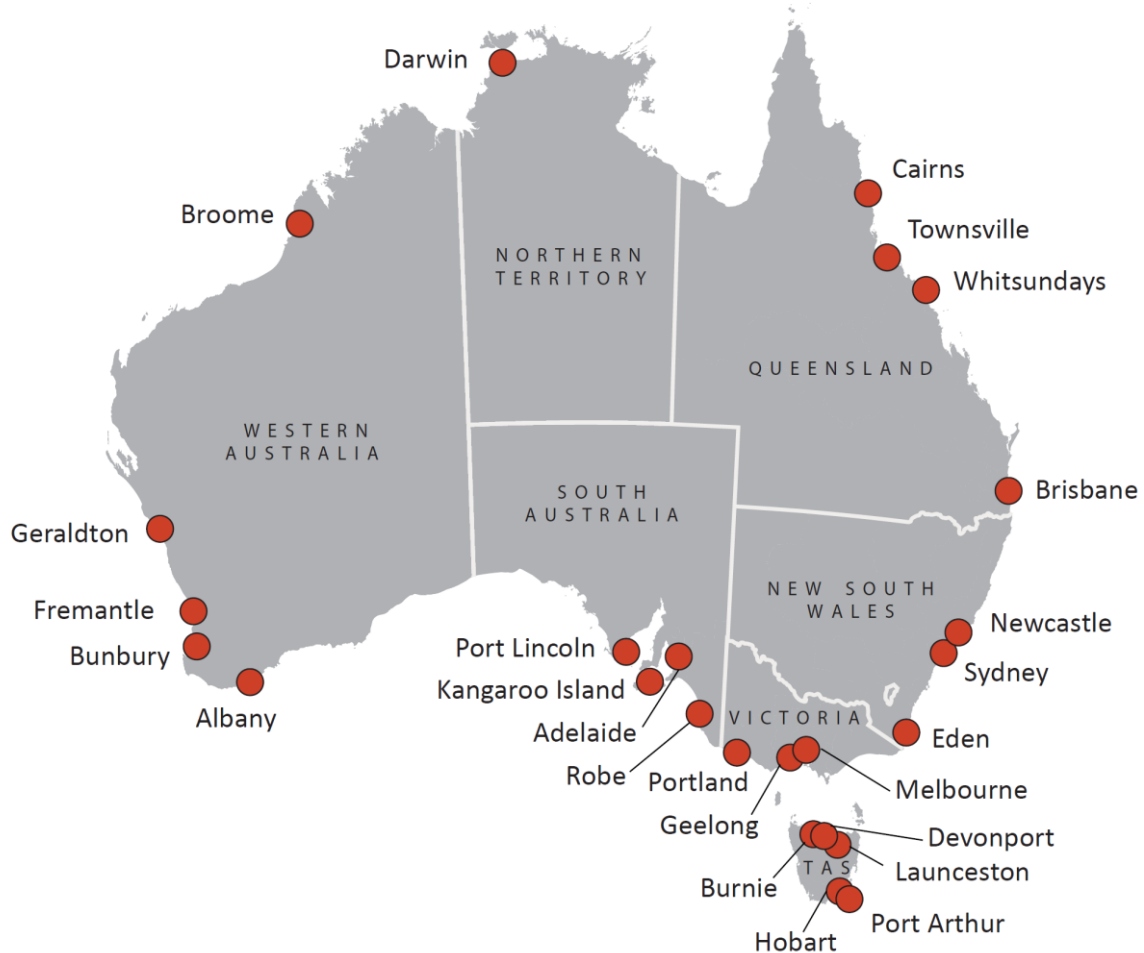 Darwin
Cairns
Broome
Townsville
NORTHERN
TERRITORY
Whitsundays
QUEENSLAND
WESTERN
AUSTRALIA
SOUTH
AUSTRALIA
Brisbane
Geraldton
NEW SOUTH
WALES
Fremantle
Newcastle
Bunbury
Port Lincoln
Sydney
Kangaroo Island
Albany
Adelaide
VICTORIA
Eden
Robe
Portland
Melbourne
Geelong
Devonport
TAS
Launceston
Burnie
Port Arthur
Hobart